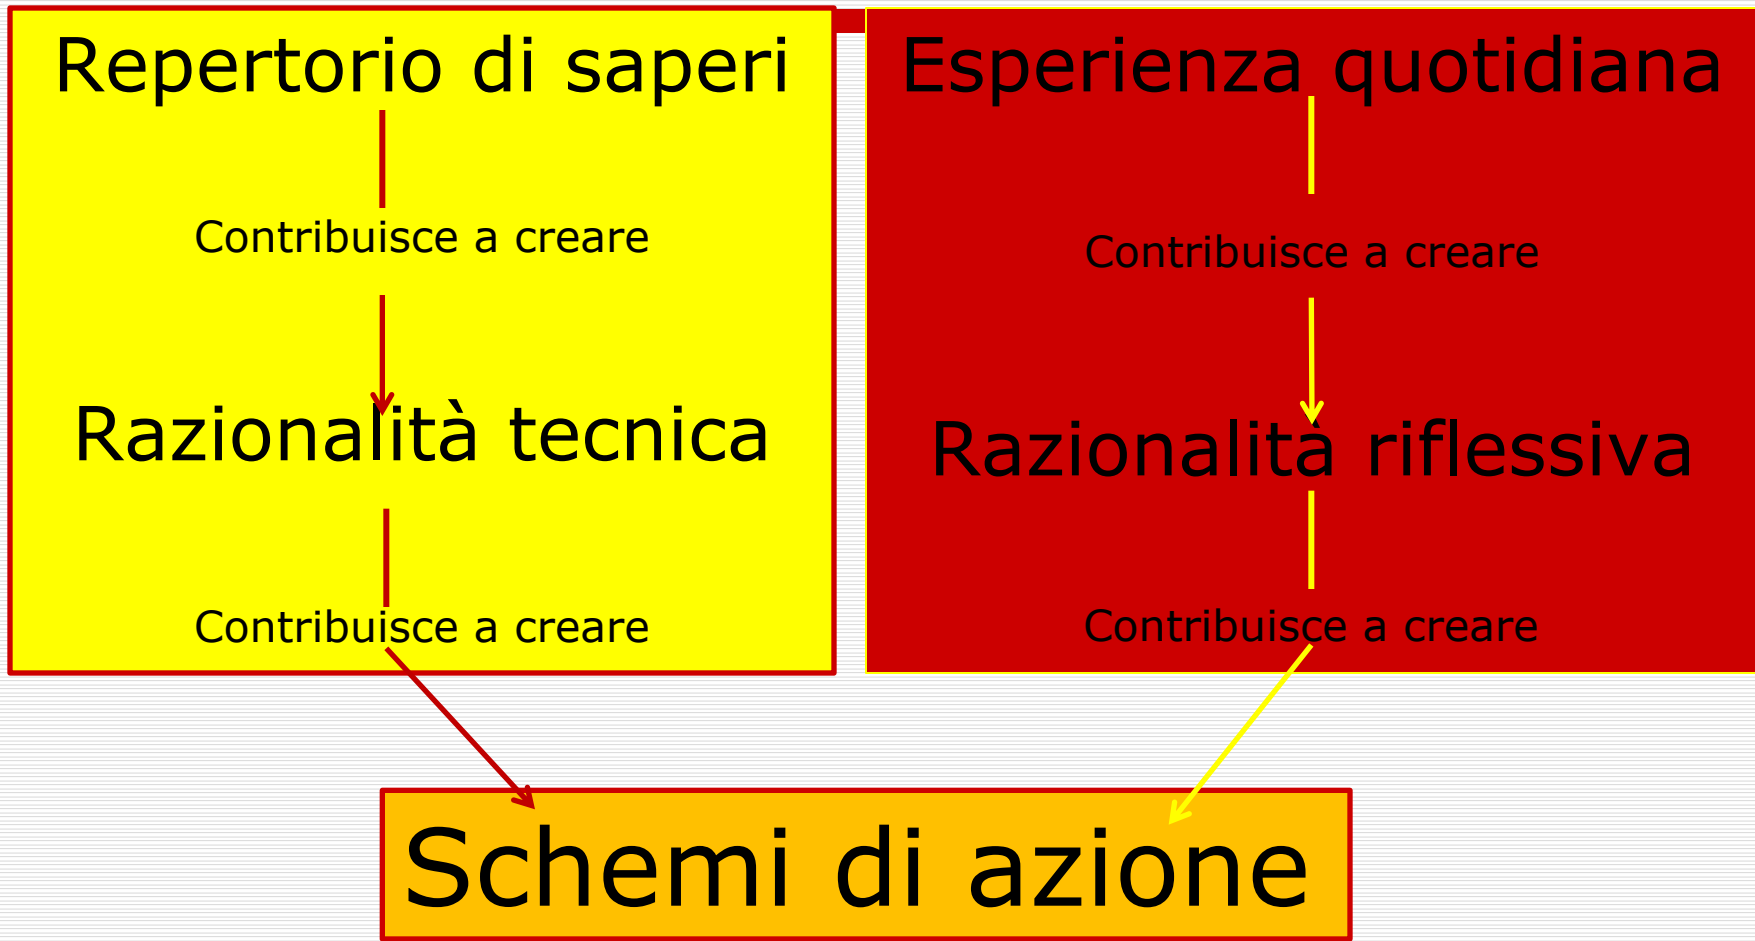 Repertorio di saperi
Contribuisce a creare
Razionalità tecnica
Contribuisce a creare
Esperienza quotidiana
Contribuisce a creare
Razionalità riflessiva
Contribuisce a creare
Schemi di azione